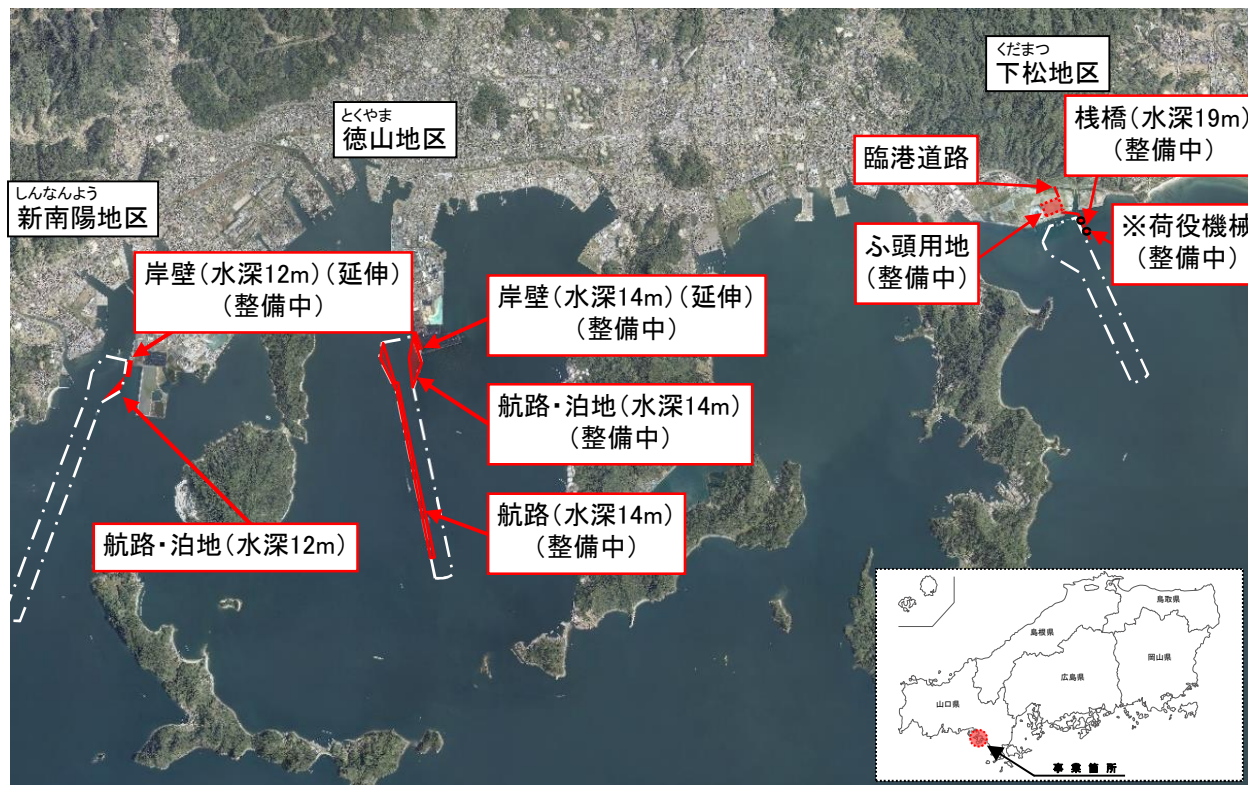 くだまつ
下松地区
とくやま
徳山地区
しんなんよう
新南陽地区
桟橋(水深19m)
(整備中)
臨港道路
※荷役機械
(整備中)
ふ頭用地
(整備中)
岸壁(水深12m)(延伸)
(整備中)
岸壁(水深14m)(延伸)
(整備中)
航路・泊地(水深14m)
(整備中)
航路(水深14m)
(整備中)
航路・泊地(水深12m)
鳥取県
島根県
岡山県
広島県
山口県
事業箇所